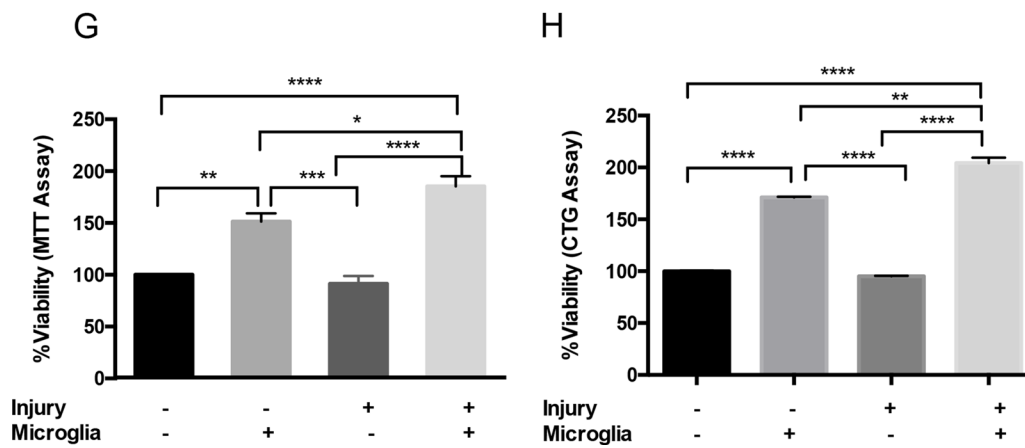 G
****
*
****
**
***
%Viability (MTT Assay)
250
200
150
100
50
0
Injury - - + +
Microglia - + - +
H
****
**
****
****
****
%Viability (CTG Assay)
250
200
150
100
50
0
Injury - - + +
Microglia - + - +